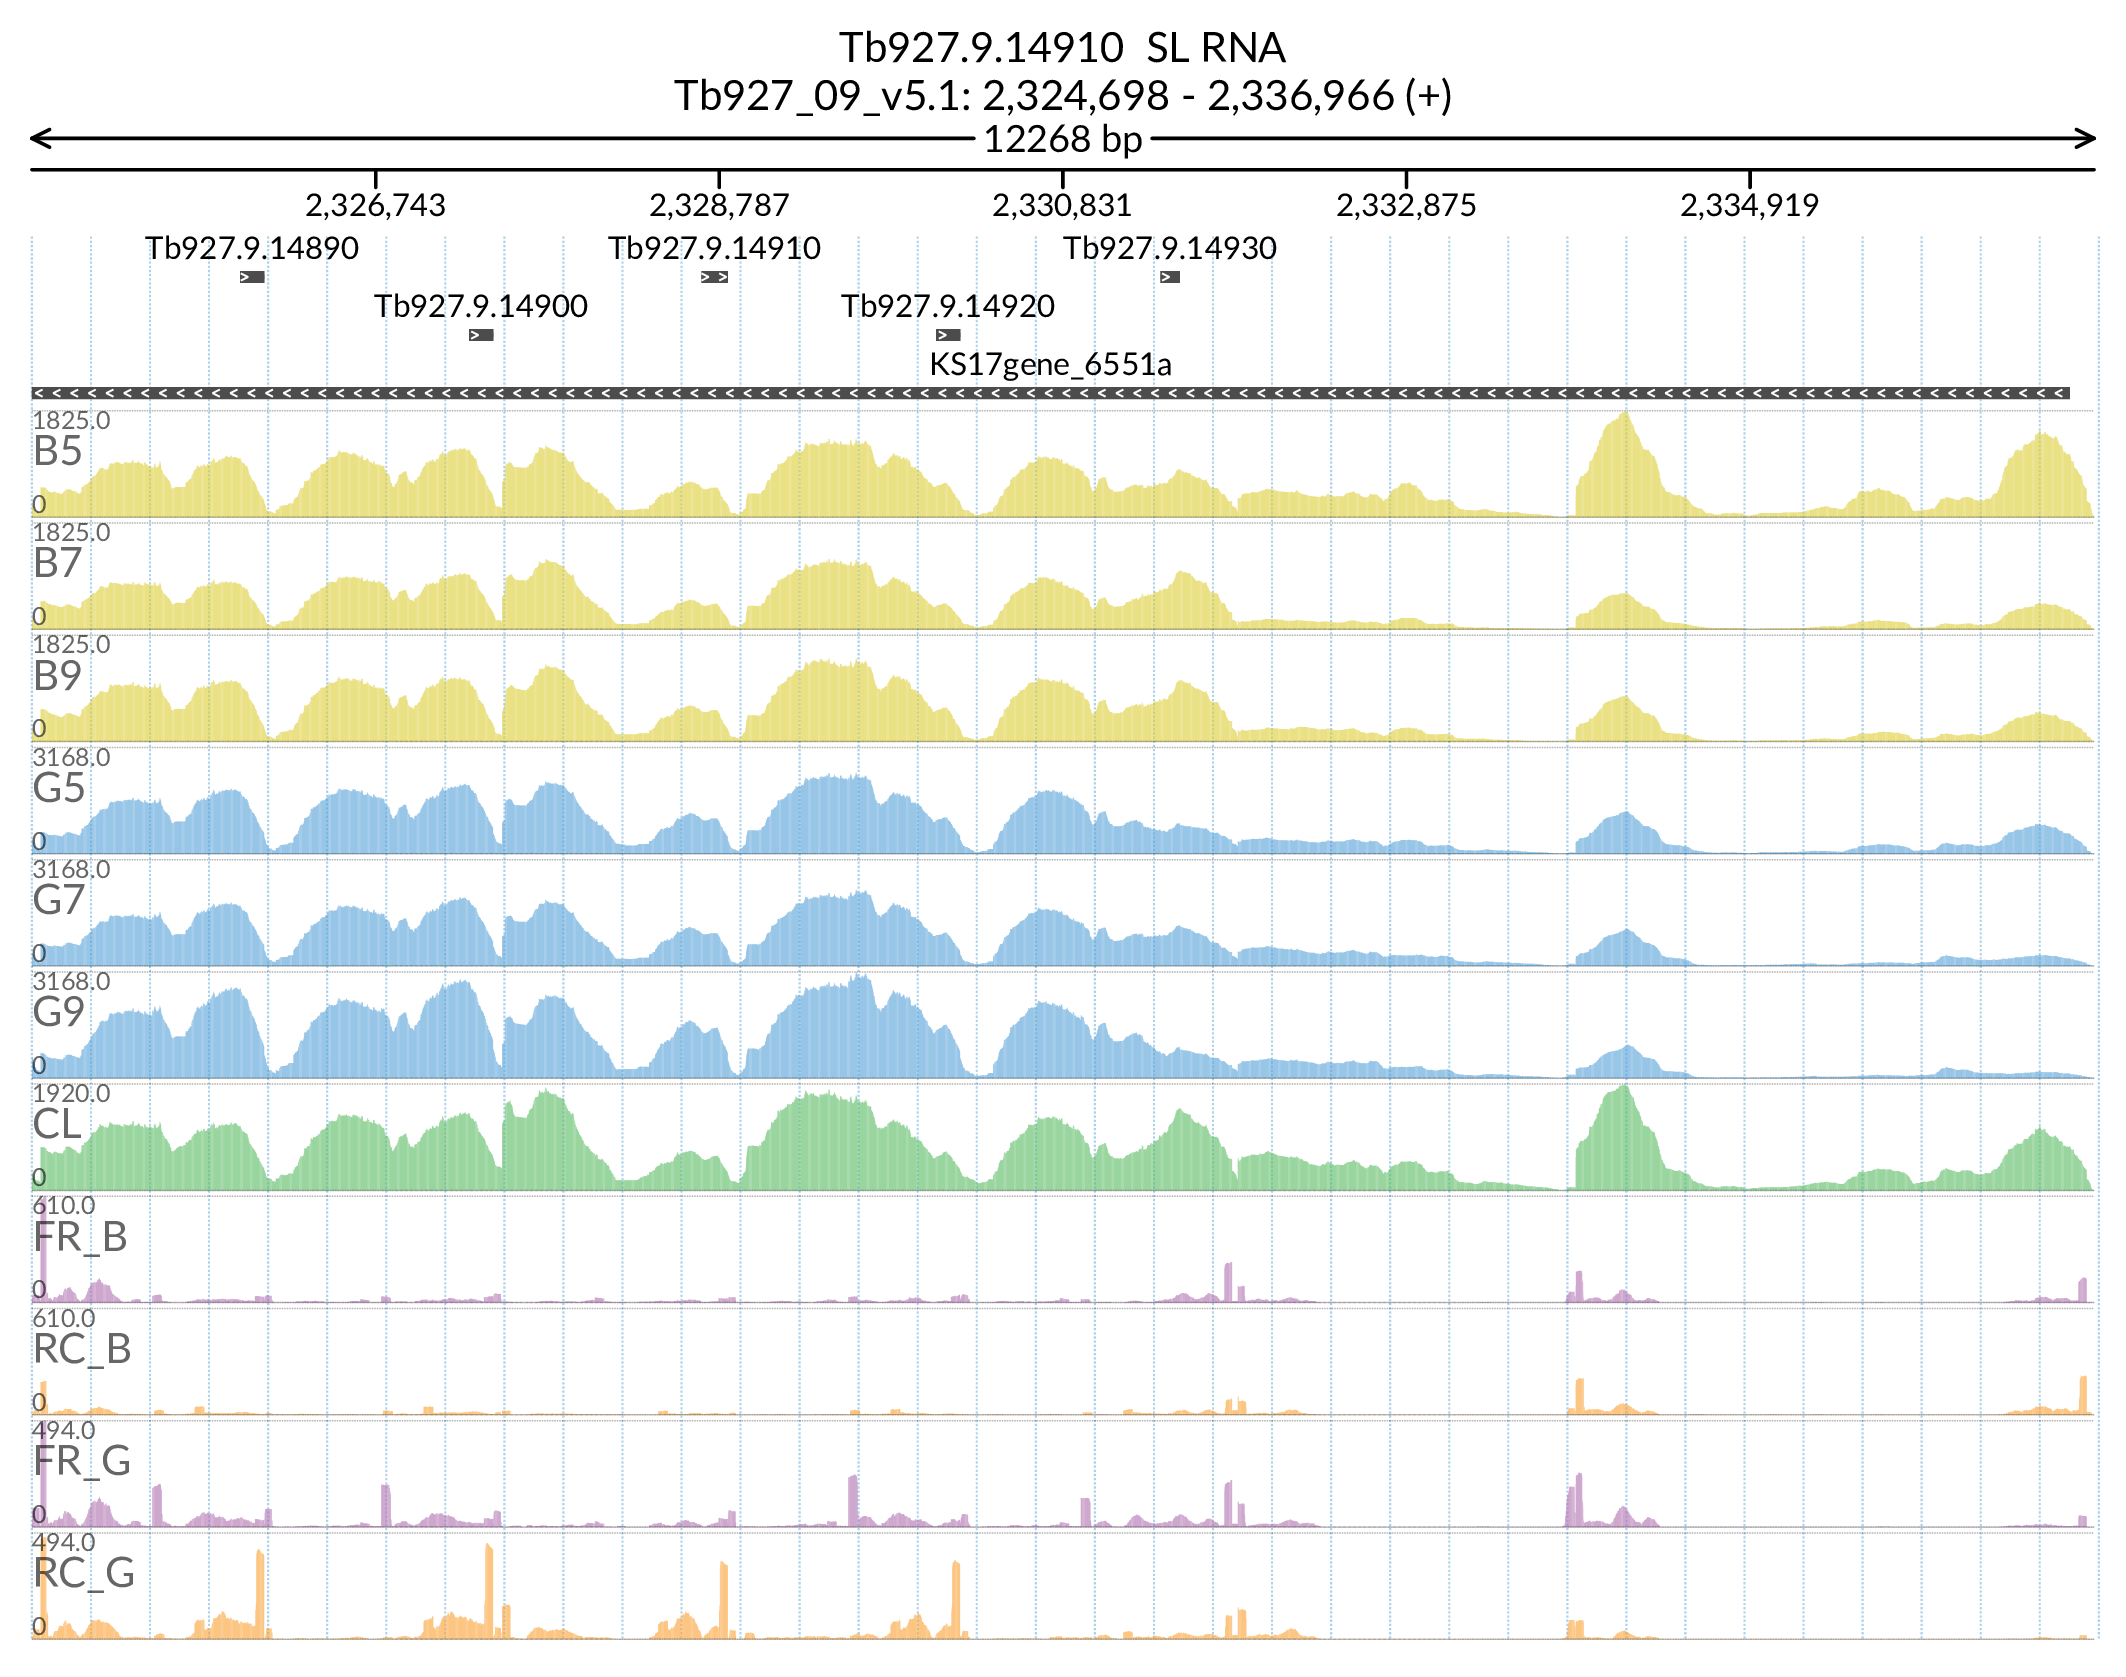 Tb927.9.14910 SL RNA
Tb927_09_v5.1: 2,324,698 - 2,336,966 (+)
12268 bp
2,326,743 2,328,787 2,330,831 2,332,875 2,334,919
Tb927.9.14890 Tb927.9.14910 Tb927.9.14930
Tb927.9.14900 Tb927.9.14920
KS17gene_6551a
1825.0
B5
0
1825.0
B7
0
1825.0
B9
0
3168.0
G5
0
3168.0
G7
0
3168.0
G9
0
1920.0
CL
0
610.0
FR_B
0
610.0
RC_B
0
494.0
FR_G
0
494.0
RC_G
0